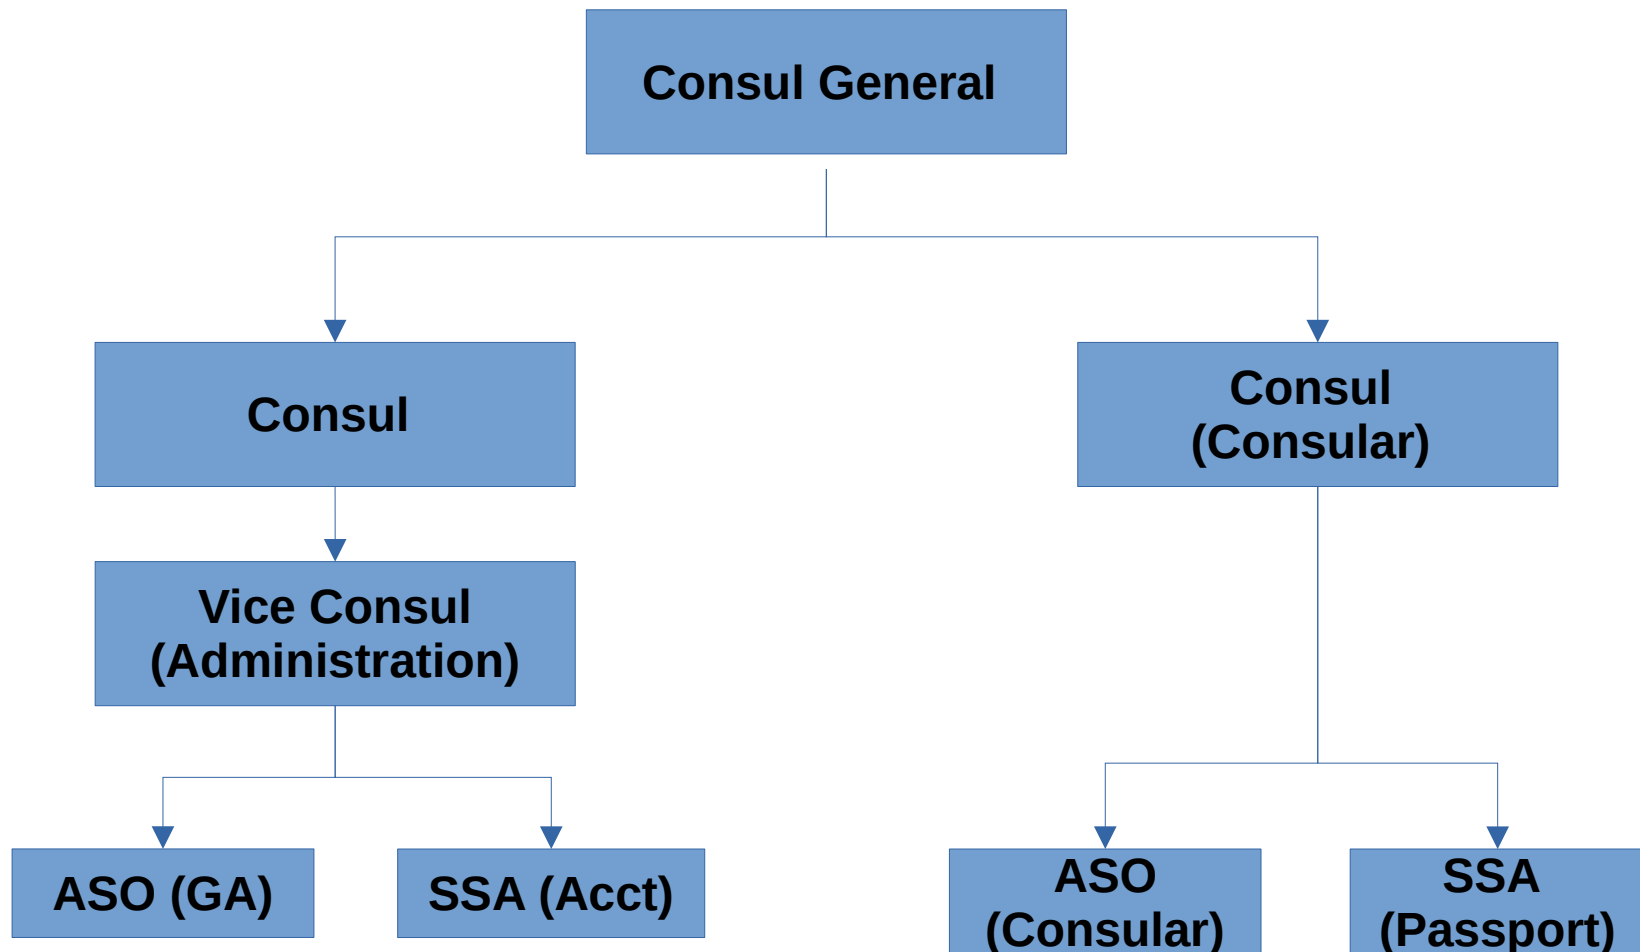 Consul General
Consul
Consul
(Consular)
Vice Consul
(Administration)
ASO (GA)
SSA (Acct)
ASO
(Consular)
SSA
(Passport)